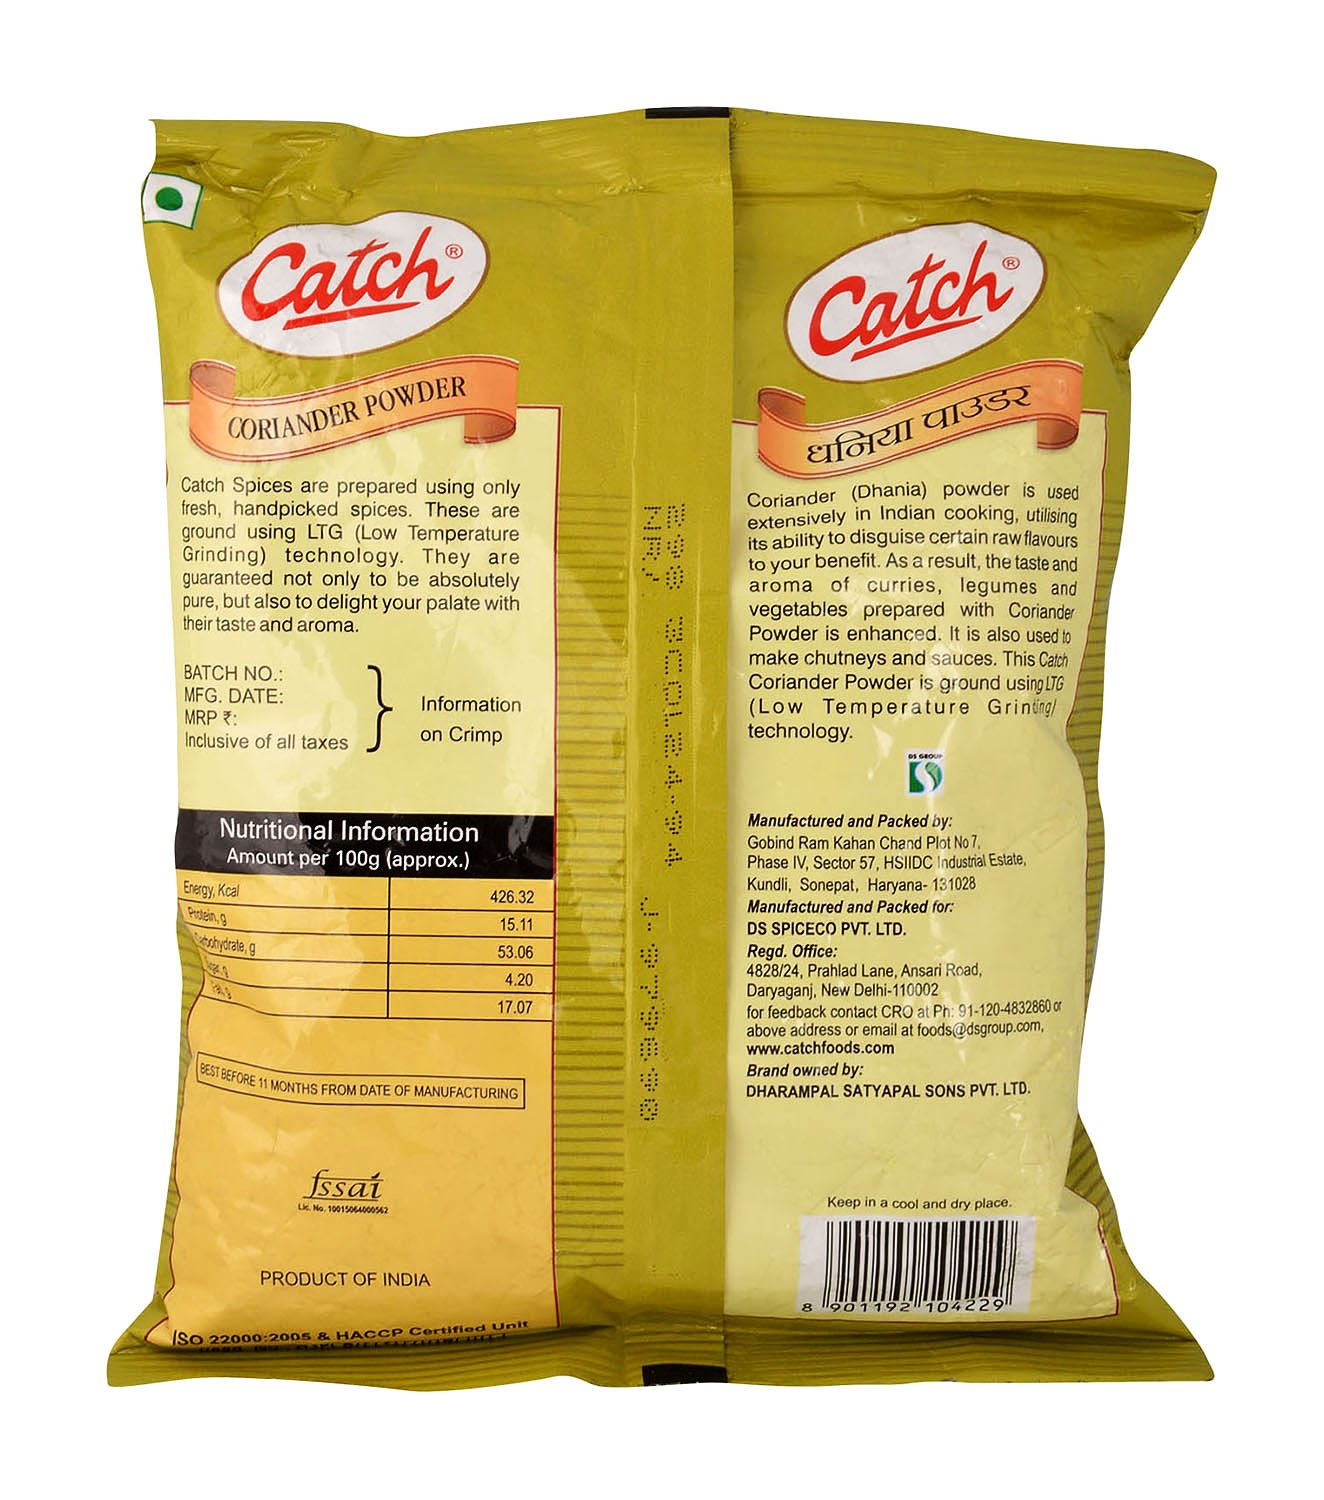 Catch®
CORIANDER POWDER
Catch Spices are prepared using only
fresh, handpicked spices. These are
ground using LTG (Low Temperature
Grinding) technology. They are
guaranteed not only to be absolutely
pure, but also to delight your palate with
their taste and aroma.
BATCH NO.:
MFG. DATE:
MRP ₹:
Inclusive of all taxes
Information
on Crimp
Nutritional Information
Amount per 100g (approx.)
Energy, Kcal 426.32
Protein, g 15.11
Carbohydrate, g 53.06
Sugar, g 4.20
17.07
BEST BEFORE 11 MONTHS FROM DATE OF MANUFACTURING
fssai
Lic. No. 10015064000562
PRODUCT OF INDIA
ISO 22000:2005 & HACCP Certified Unit
Catch®
धनिया पाउडर
Coriander (Dhania) powder is used
extensively in Indian cooking, utilising
its ability to disguise certain raw flavours
to your benefit. As a result, the taste and
aroma of curries, legumes and
vegetables prepared with Coriander
Powder is enhanced. It is also used to
make chutneys and sauces. This Catch
Coriander Powder is ground using LTG
(Low Temperature Grinding)
technology.
DS GROUP
Manufactured and Packed by:
Gobind Ram Kahan Chand Plot No 7,
Phase IV, Sector 57, HSIIDC Industrial Estate,
Kundli, Sonepat, Haryana- 131028
Manufactured and Packed for:
DS SPICECO PVT. LTD.
Regd. Office:
4828/24, Prahlad Lane, Ansari Road,
Daryaganj, New Delhi-110002
for feedback contact CRO at Ph: 91-120-4832860 or
above address or email at foods@dsgroup.com,
www.catchfoods.com
Brand owned by:
DHARAMPAL SATYAPAL SONS PVT. LTD.
Keep in a cool and dry place.
8 901192 104229